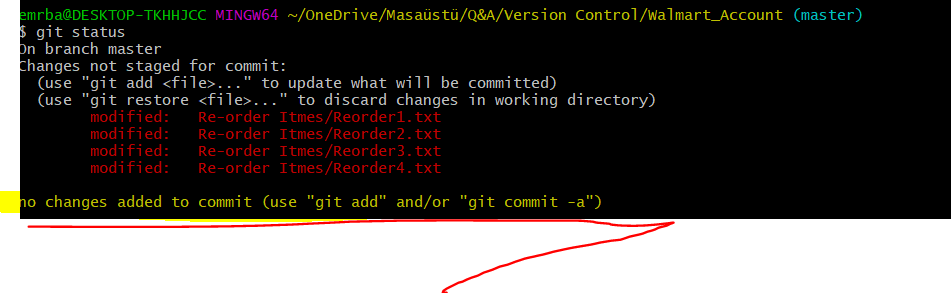 emrba@DESKTOP-TKHHJCC MINGW64 ~/OneDrive/Masaüstü/Q&A/Version Control/Walmart_Account (master)
$ git status
On branch master
Changes not staged for commit:
  (use "git add <file>..." to update what will be committed)
  (use "git restore <file>..." to discard changes in working directory)
        modified:   Re-order Itmes/Reorder1.txt
        modified:   Re-order Itmes/Reorder2.txt
        modified:   Re-order Itmes/Reorder3.txt
        modified:   Re-order Itmes/Reorder4.txt
no changes added to commit (use "git add" and/or "git commit -a")